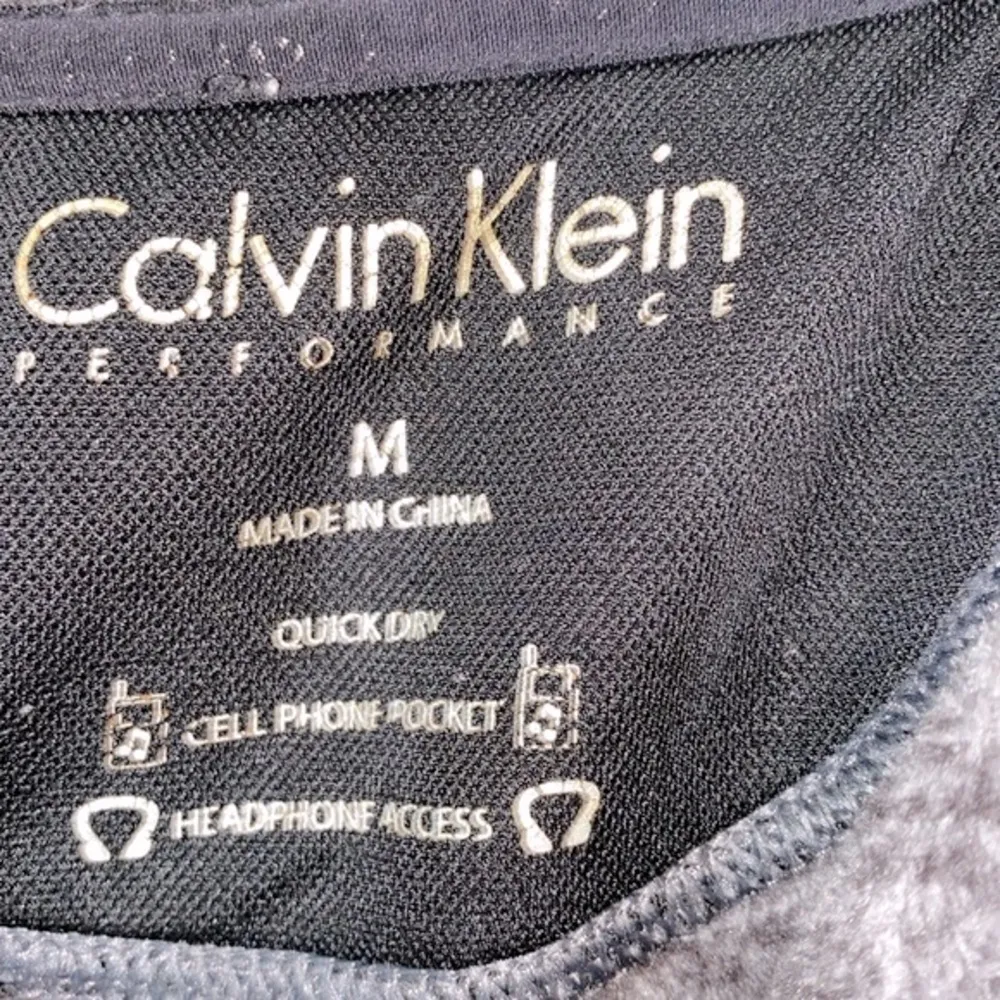 Calvin Klein
PERFORMANCE
M
MADE IN CHINA
QUICK DRY
CELL PHONE POCKET
HEADPHONE ACCESS